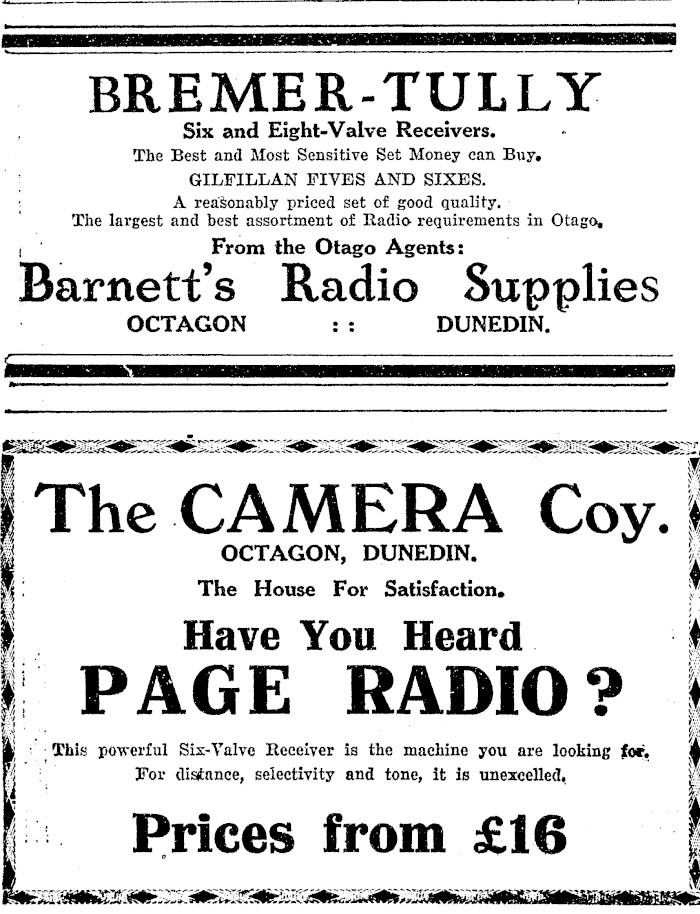 BREMER-TULLY
Six and Eight-Valve Receivers.
The Best and Most Sensitive Set Money can Buy.
GILFILLAN FIVES AND SIXES.
A reasonably priced set of good quality.
The largest and best assortment of Radio requirements in Otago.
From the Otago Agents:
Barnett's Radio Supplies
OCTAGON :: DUNEDIN.
The CAMERA Coy.
OCTAGON, DUNEDIN.
The House For Satisfaction.
Have You Heard
PAGE RADIO?
This powerful Six-Valve Receiver is the machine you are looking for.
For distance, selectivity and tone, it is unexcelled.
Prices from £16